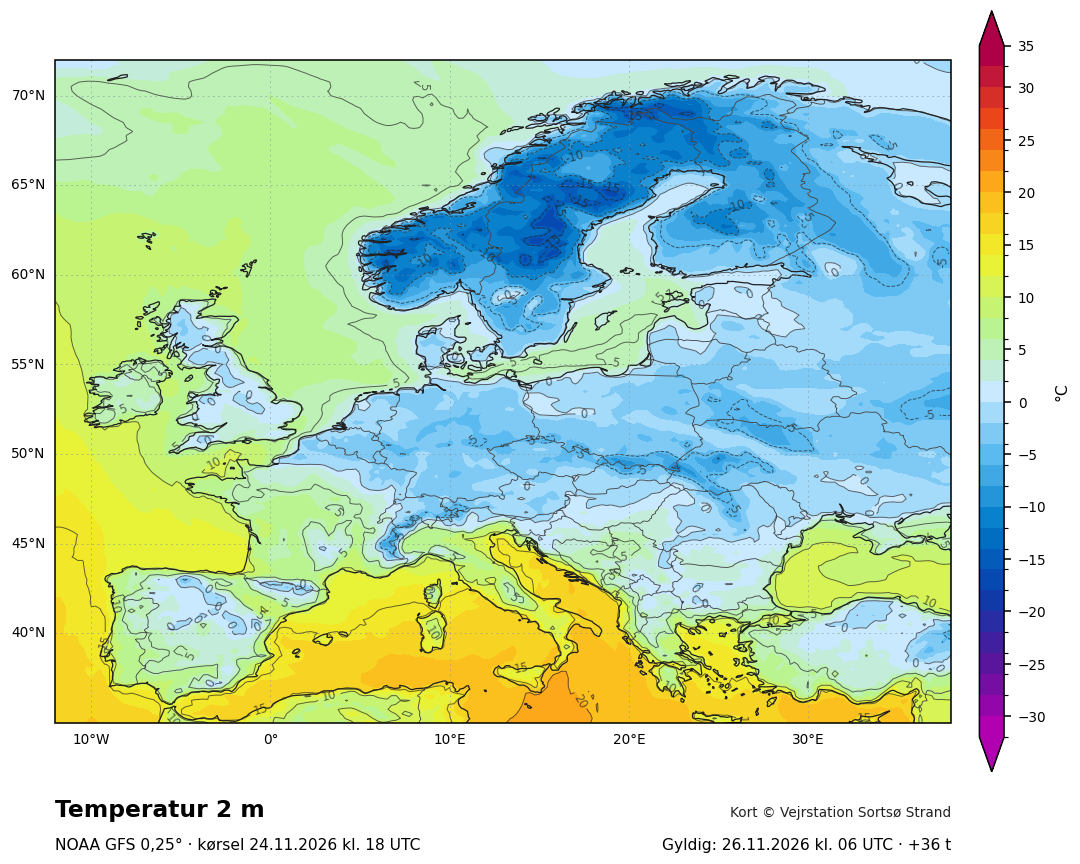 35
30
25
20
15
10
5
0
−5
−10
−15
−20
−25
−30
°C
70°N
65°N
60°N
55°N
50°N
45°N
40°N
10°W
0°
10°E
20°E
30°E
Temperatur 2 m
Kort © Vejrstation Sortsø Strand
NOAA GFS 0,25° · kørsel 24.11.2026 kl. 18 UTC
Gyldig: 26.11.2026 kl. 06 UTC · +36 t